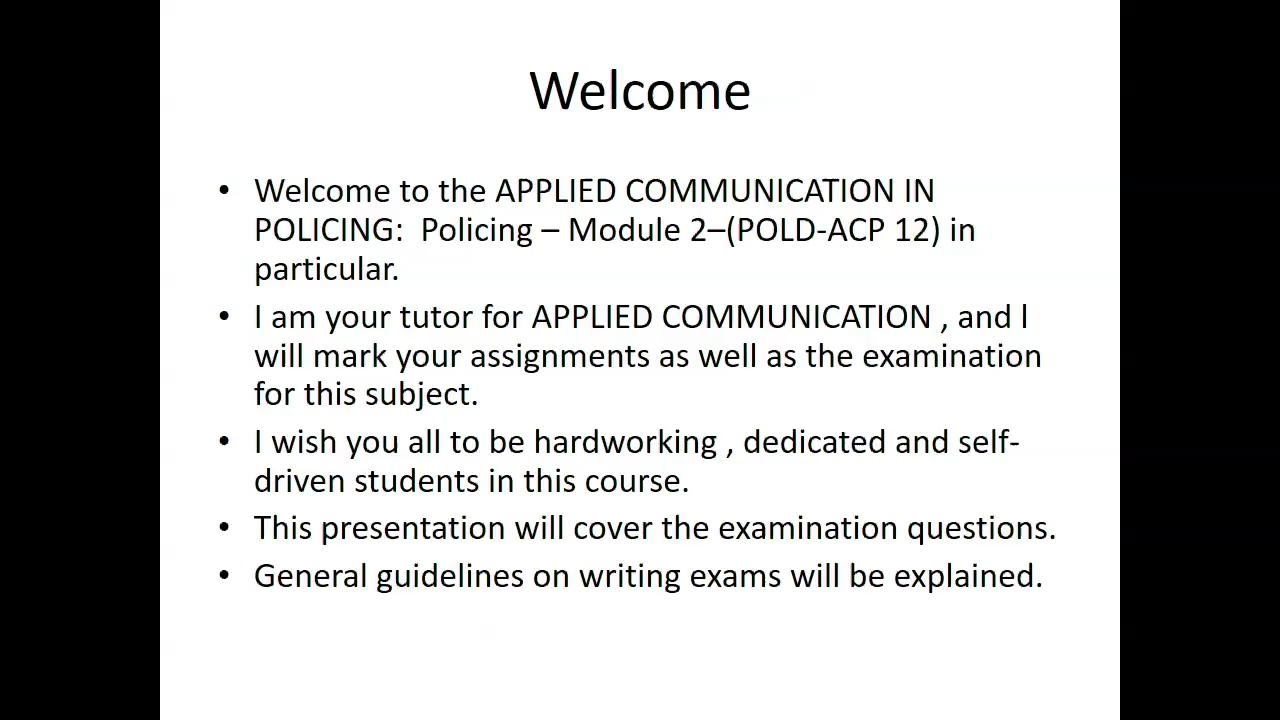 Welcome
• Welcome to the APPLIED COMMUNICATION IN
POLICING:  Policing – Module 2–(POLD-ACP 12) in
particular.
• I am your tutor for APPLIED COMMUNICATION , and I
will mark your assignments as well as the examination
for this subject.
• I wish you all to be hardworking , dedicated and self-
driven students in this course.
• This presentation will cover the examination questions.
• General guidelines on writing exams will be explained.